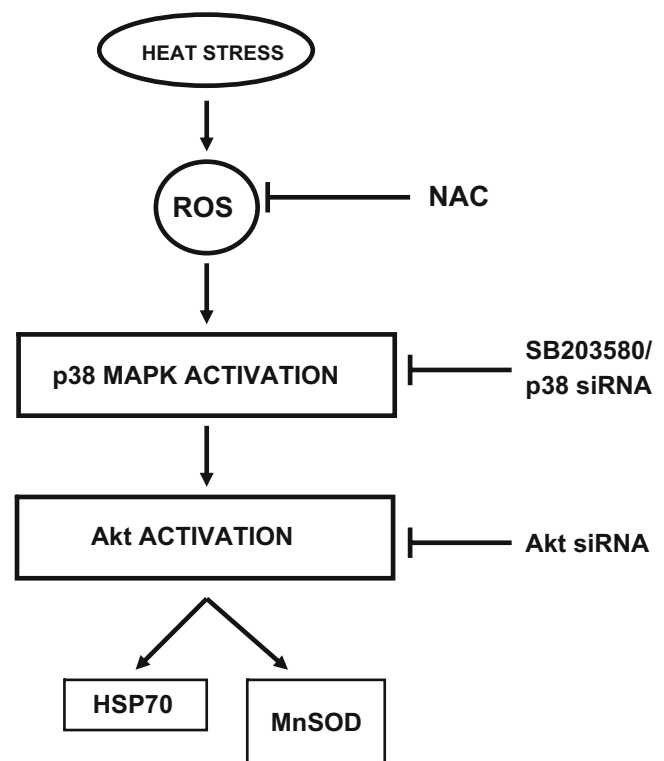 HEAT STRESS
ROS
NAC
p38 MAPK ACTIVATION
SB203580/
p38 siRNA
Akt ACTIVATION
Akt siRNA
HSP70
MnSOD